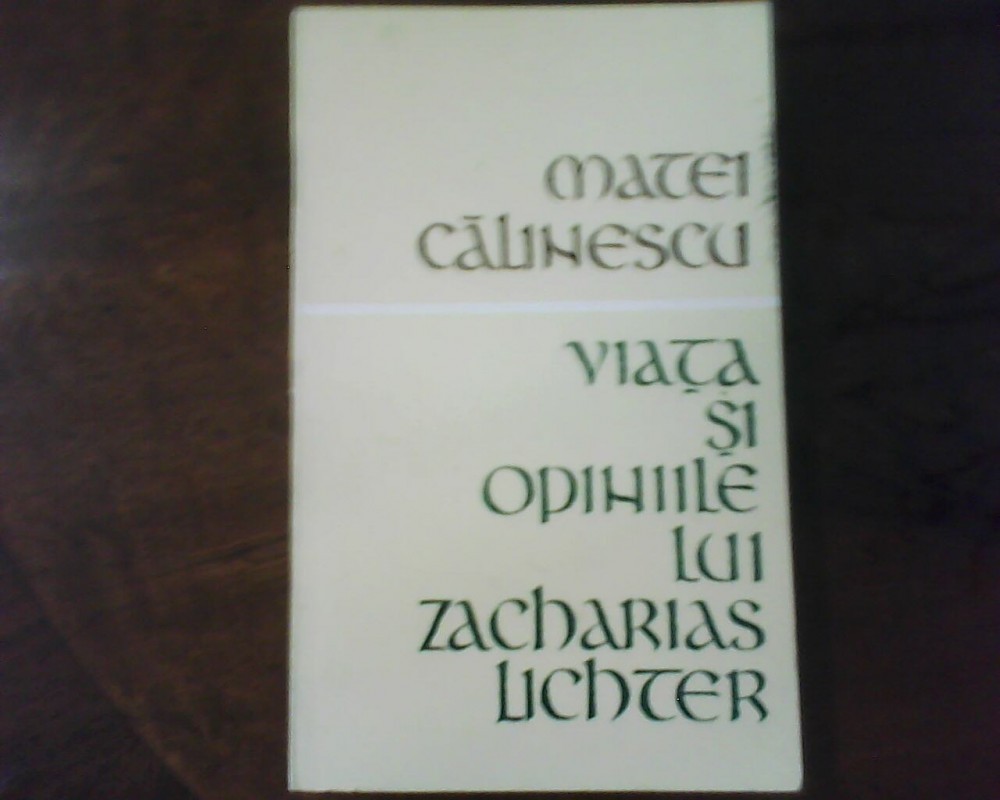 MATEI
CĂLINESCU
VIAȚA
ȘI
OPINIILE
LUI
ZACHARIAS
LICHTER